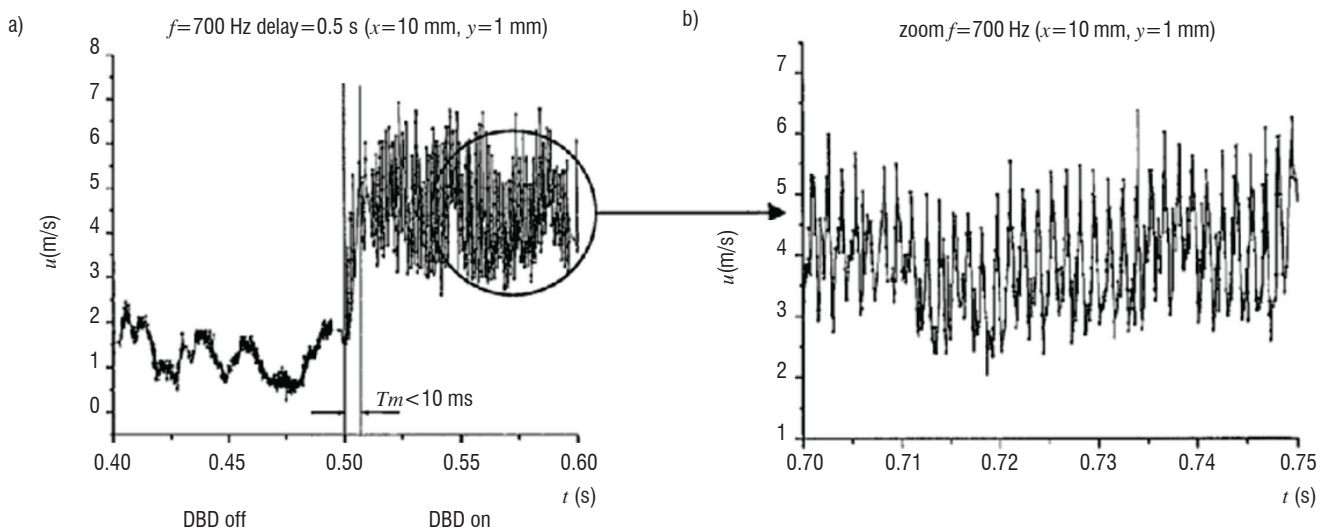 a)
f=700 Hz delay=0.5 s (x=10 mm, y=1 mm)
8
7
6
5
4
3
2
1
0
u(m/s)
Tm<10 ms
0.40 0.45 0.50 0.55 0.60
t (s)
DBD off DBD on
b)
zoom f=700 Hz (x=10 mm, y=1 mm)
7
6
5
4
3
2
1
u(m/s)
0.70 0.71 0.72 0.73 0.74 0.75
t (s)